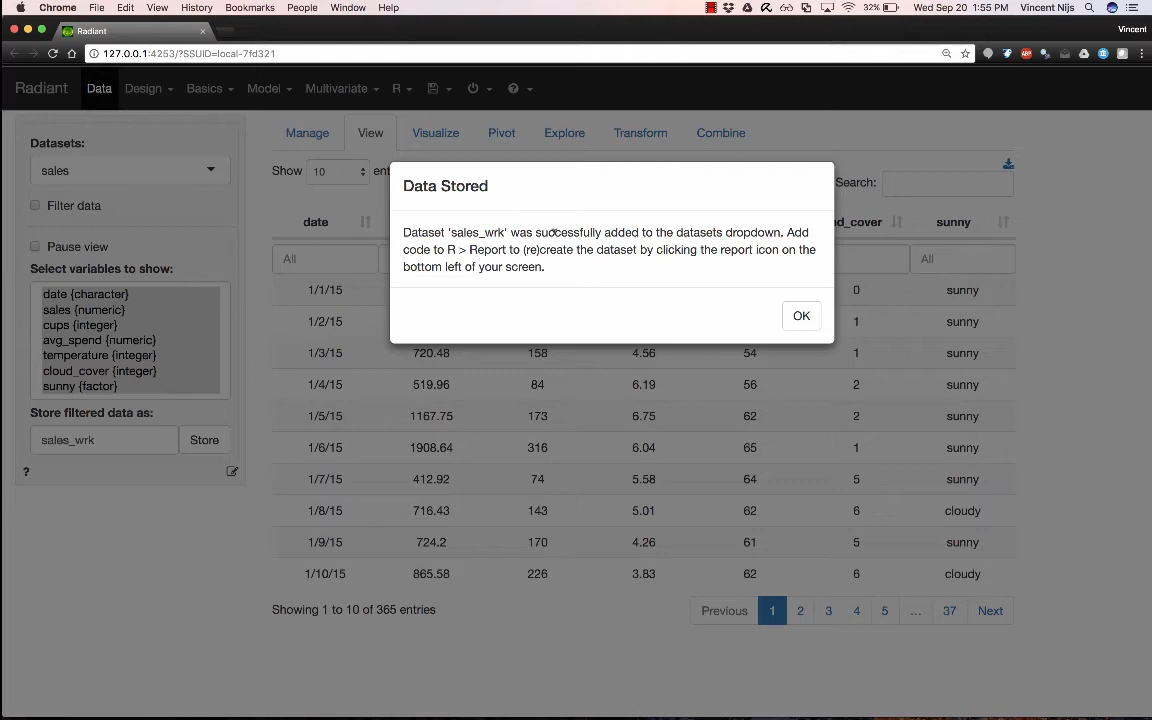 Chrome File Edit View History Bookmarks People Window Help 32% Wed Sep 20 1:55 PM Vincent Nijs
Radiant Vincent
127.0.0.1:4253/?SSUID=local-7fd321
Radiant Data Design Basics Model Multivariate R
Datasets:
sales
Filter data
Pause view
Select variables to show:
date {character}
sales {numeric}
cups {integer}
avg_spend {numeric}
temperature {integer}
cloud_cover {integer}
sunny {factor}
Store filtered data as:
sales_wrk Store
?
Manage View Visualize Pivot Explore Transform Combine
Show 10 ent
Search:
date ud_cover sunny
All All
Data Stored
Dataset 'sales_wrk' was successfully added to the datasets dropdown. Add
code to R > Report to (re)create the dataset by clicking the report icon on the
bottom left of your screen.
OK
1/1/15 0 sunny
1/2/15 1 sunny
1/3/15 720.48 158 4.56 54 1 sunny
1/4/15 519.96 84 6.19 56 2 sunny
1/5/15 1167.75 173 6.75 62 2 sunny
1/6/15 1908.64 316 6.04 65 1 sunny
1/7/15 412.92 74 5.58 64 5 sunny
1/8/15 716.43 143 5.01 62 6 cloudy
1/9/15 724.2 170 4.26 61 5 sunny
1/10/15 865.58 226 3.83 62 6 cloudy
Showing 1 to 10 of 365 entries
Previous 1 2 3 4 5 … 37 Next